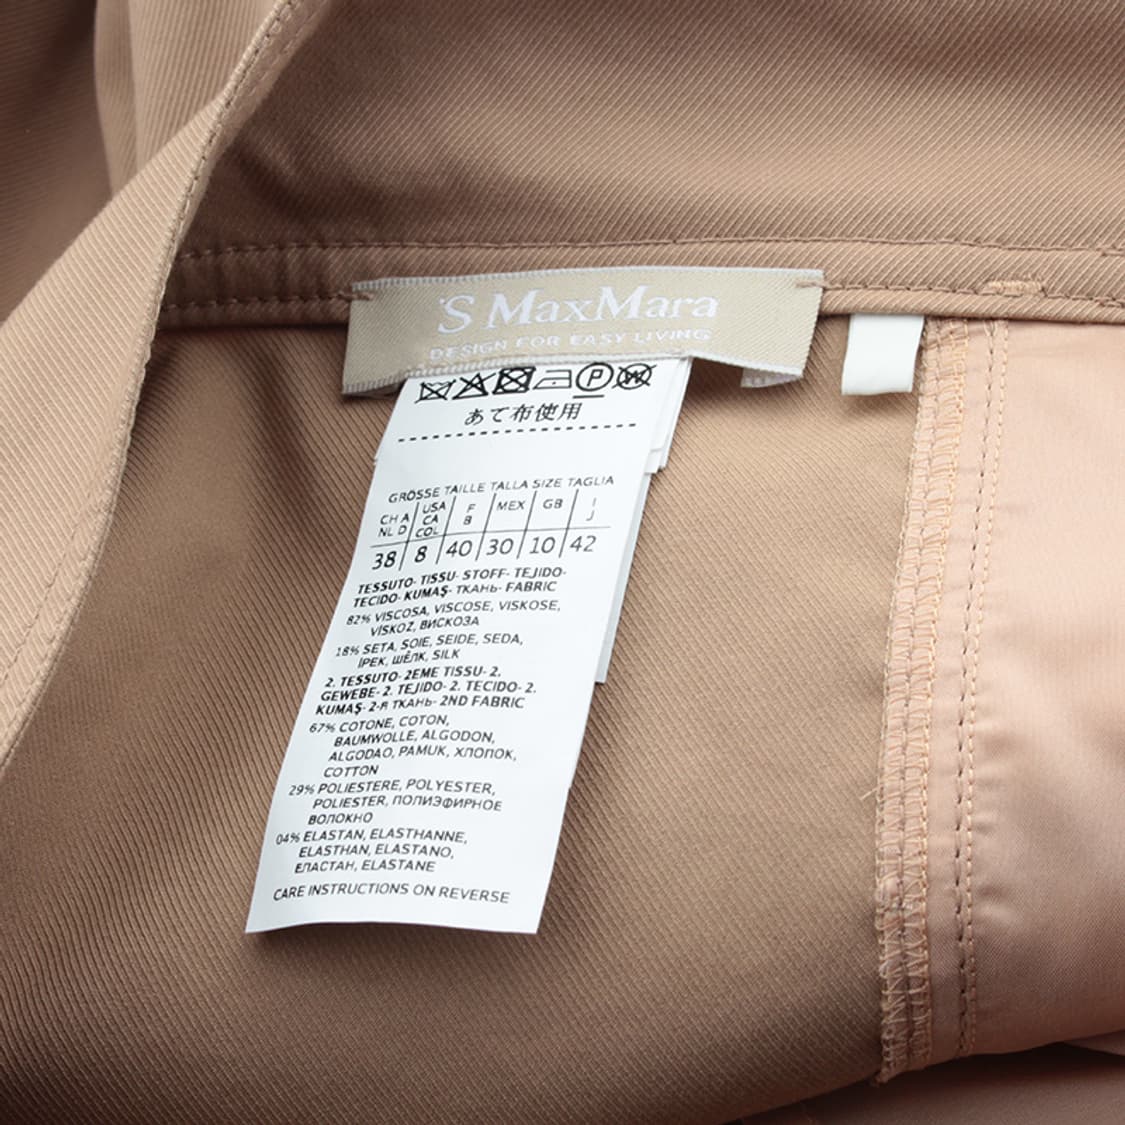 'S MaxMara
DESIGN FOR EASY LIVING
P W
あて布使用
GRÖSSE TAILLE TALLA SIZE TAGLIA
CH A NL D | USA CA COL | F B | MEX | GB | I J
38 | 8 | 40 | 30 | 10 | 42
TESSUTO- TISSU- STOFF- TEJIDO-
TECIDO- KUMAŞ- ТКАНЬ- FABRIC
82% VISCOSA, VISCOSE, VISKOSE,
VİSKOZ, ВИСКОЗА
18% SETA, SOIE, SEIDE, SEDA,
İPEK, ШЁЛК, SILK
2. TESSUTO- 2EME TISSU- 2.
GEWEBE- 2. TEJIDO- 2. TECIDO- 2.
KUMAŞ- 2-Я ТКАНЬ- 2ND FABRIC
67% COTONE, COTON,
BAUMWOLLE, ALGODON,
ALGODAO, PAMUK, ХЛОПОК,
COTTON
29% POLIESTERE, POLYESTER,
POLIESTER, ПОЛИЭФИРНОЕ
ВОЛОКНО
04% ELASTAN, ELASTHANNE,
ELASTHAN, ELASTANO,
ЕЛАСТАН, ELASTANE
CARE INSTRUCTIONS ON REVERSE